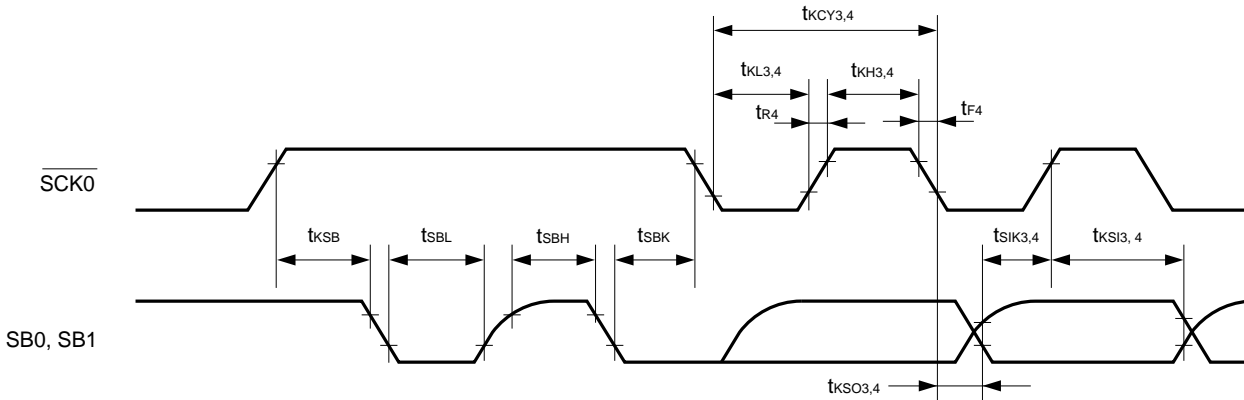 tKCY3,4
tKL3,4
tKH3,4
tR4
tF4
SCK0
tKSB
tSBL
tSBH
tSBK
tSIK3,4
tKSI3, 4
SB0, SB1
tKSO3,4